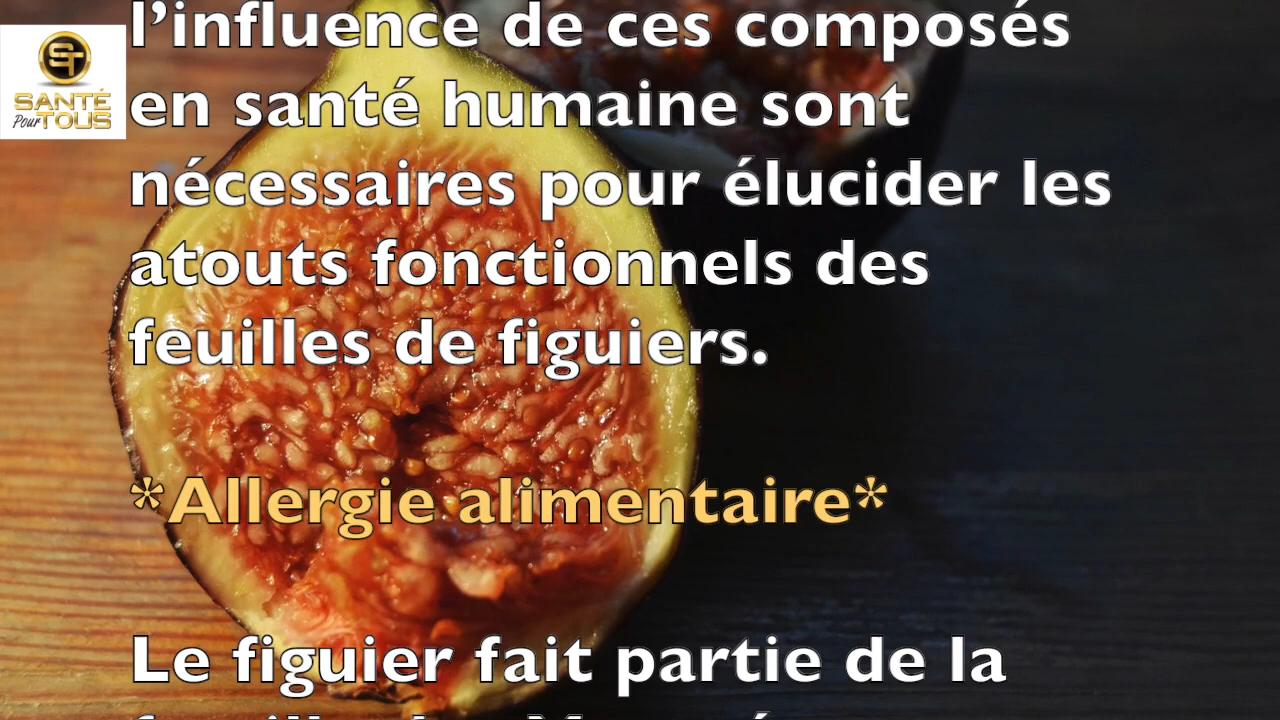 l’influence de ces composés
ST
SANTÉ
Pour TOUS
en santé humaine sont
nécessaires pour élucider les
atouts fonctionnels des
feuilles de figuiers.
*Allergie alimentaire*
Le figuier fait partie de la